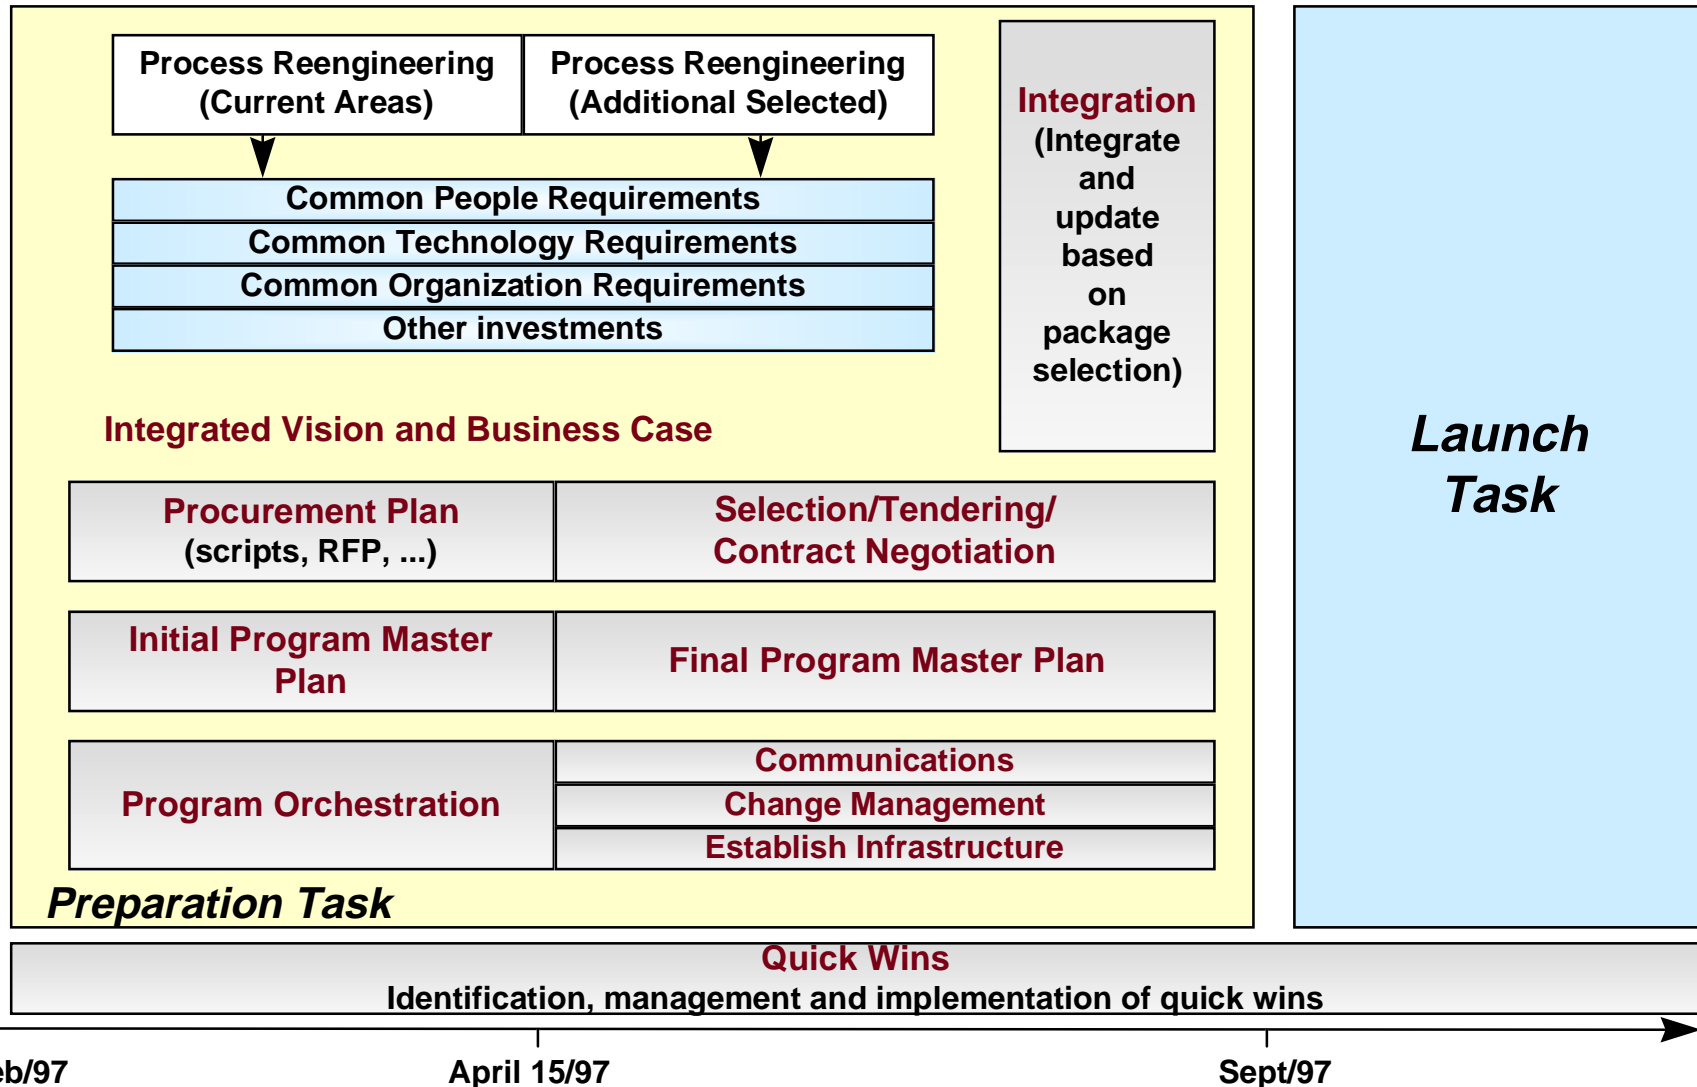 Process Reengineering
(Current Areas)
Process Reengineering
(Additional Selected)
Common People Requirements
Common Technology Requirements
Common Organization Requirements
Other investments
Integration
(Integrate
and
update
based
on
package
selection)
Integrated Vision and Business Case
Procurement Plan
(scripts, RFP, ...)
Selection/Tendering/
Contract Negotiation
Initial Program Master
Plan
Final Program Master Plan
Program Orchestration
Communications
Change Management
Establish Infrastructure
Preparation Task
Launch
Task
Quick Wins
Identification, management and implementation of quick wins
eb/97
April 15/97
Sept/97